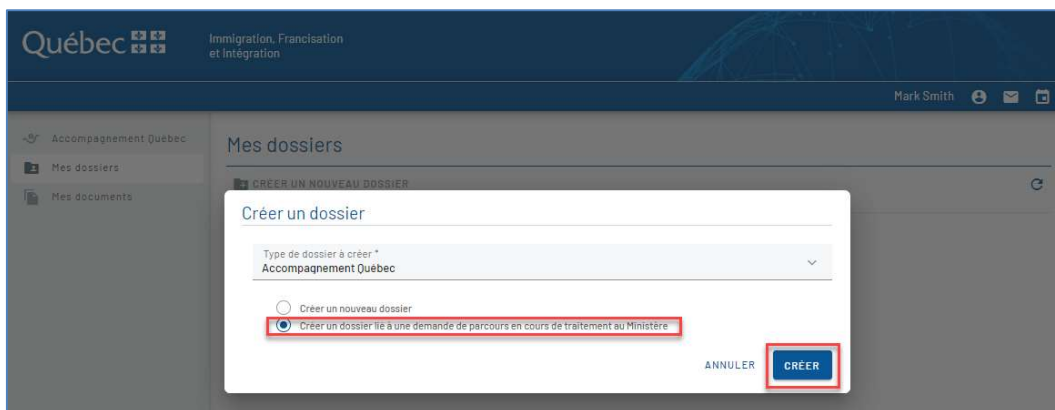 Québec
Immigration, Francisation
et Intégration
Mark Smith
Accompagnement Québec
Mes dossiers
Mes documents
Mes dossiers
CRÉER UN NOUVEAU DOSSIER
Créer un dossier
Type de dossier à créer *
Accompagnement Québec
Créer un nouveau dossier
Créer un dossier lié à une demande de parcours en cours de traitement au Ministère
ANNULER
CRÉER